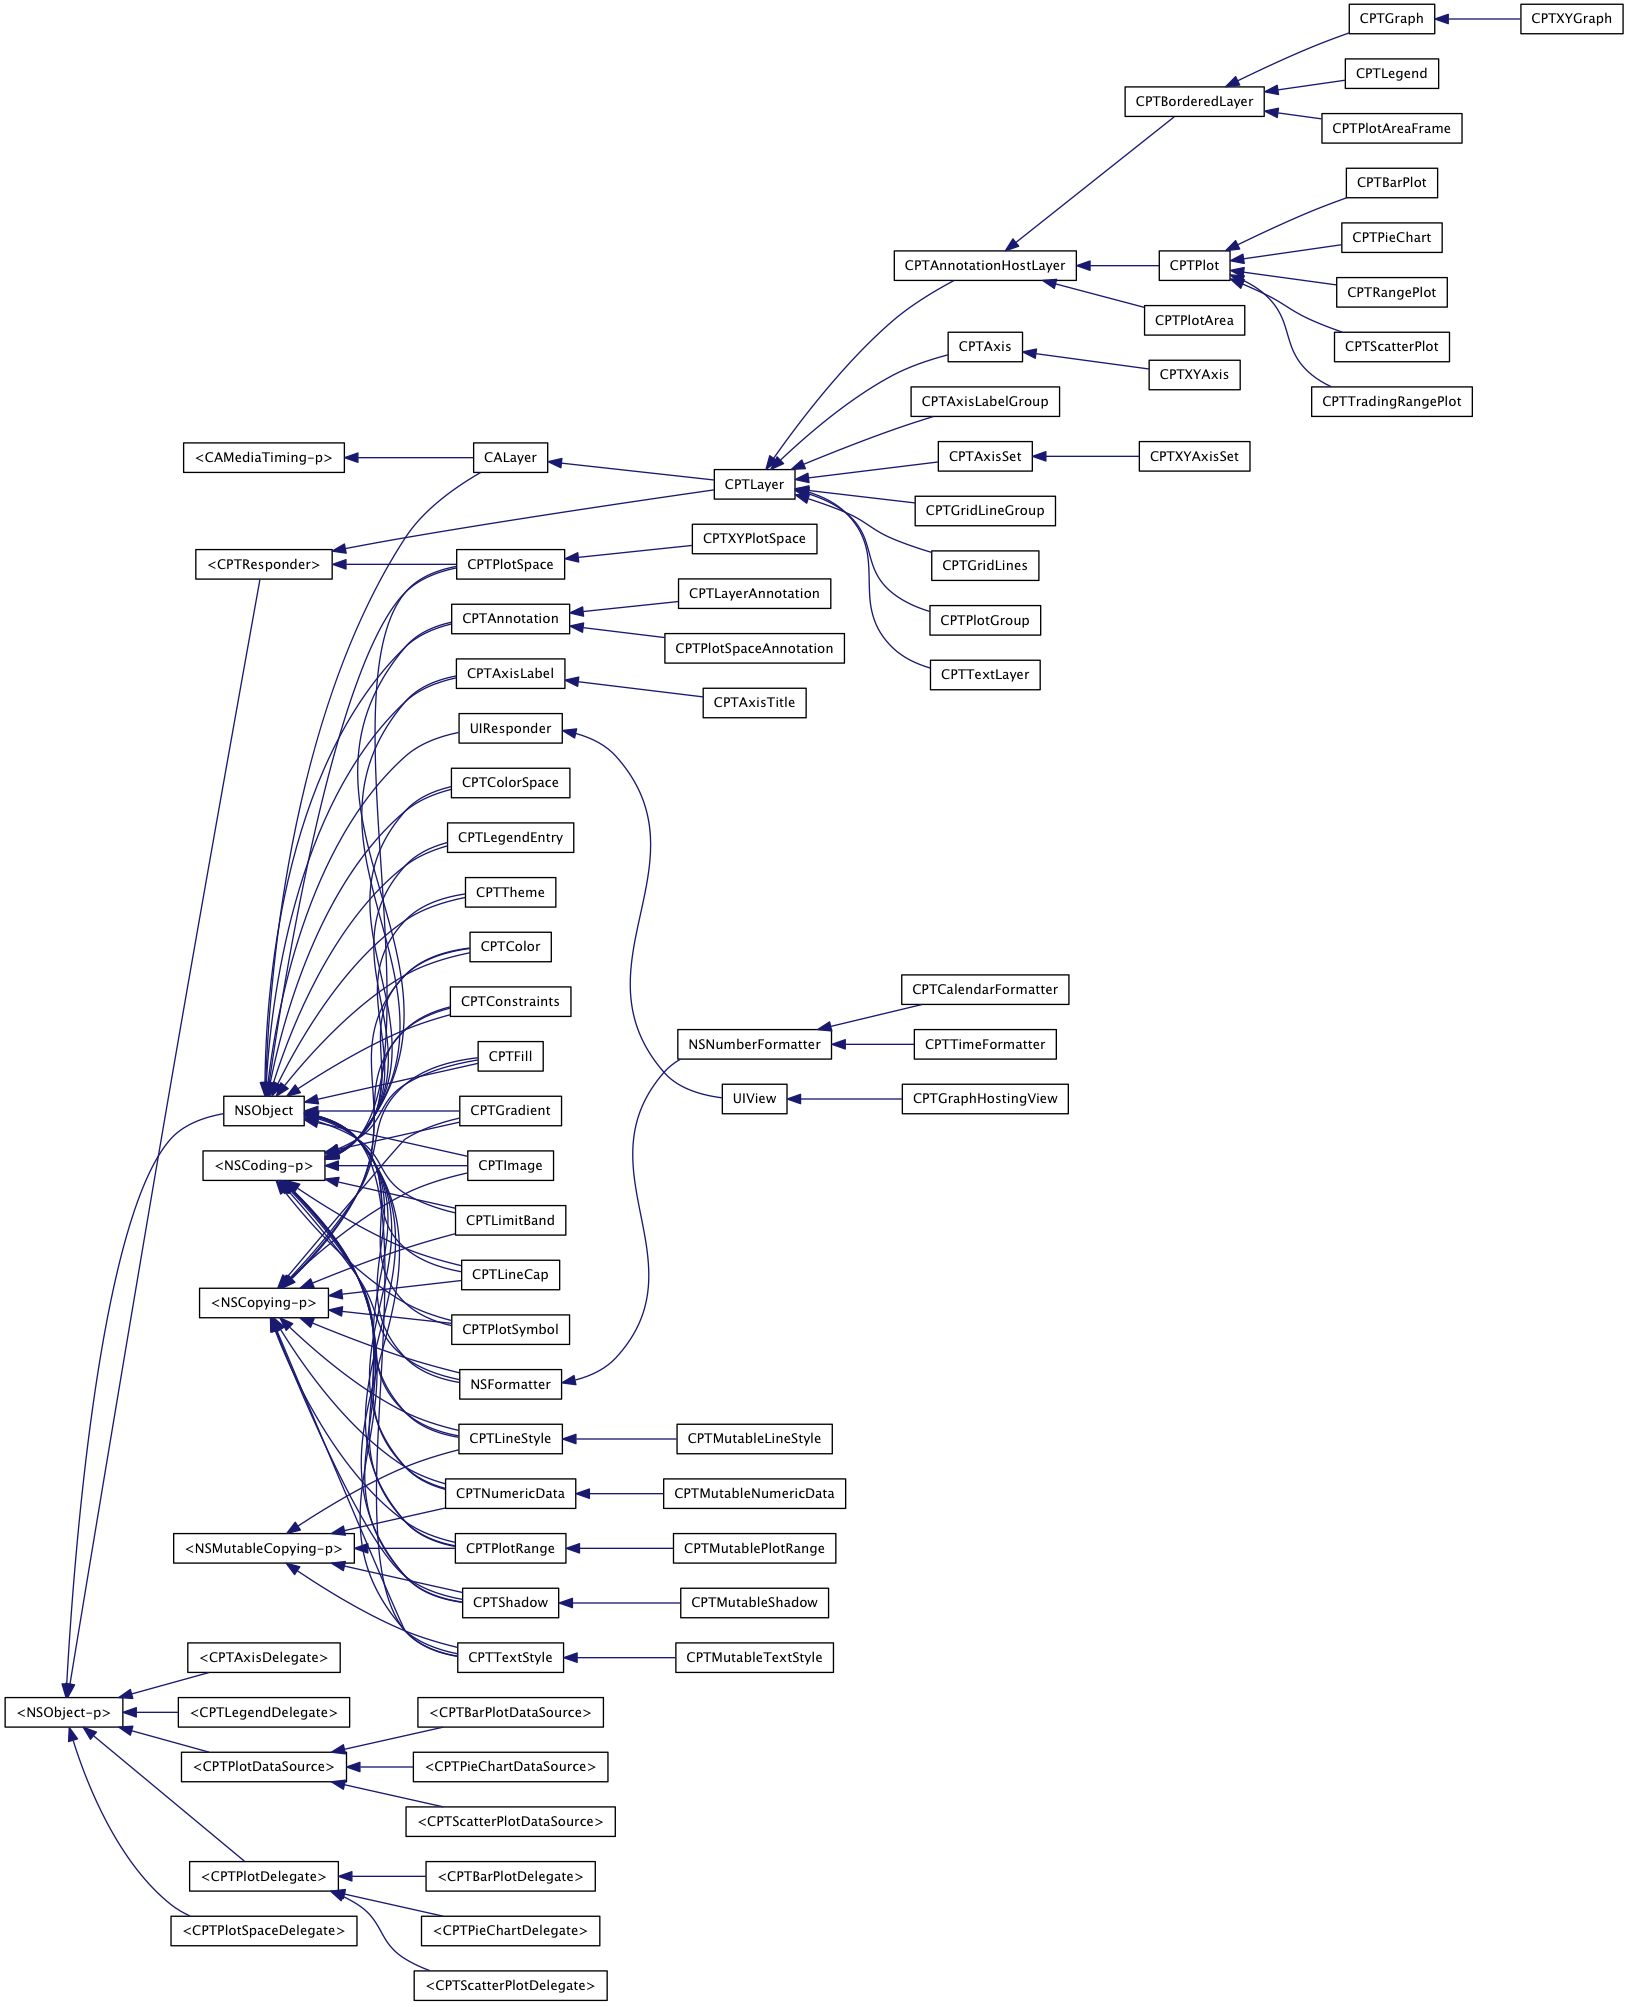 CPTGraph
CPTXYGraph
CPTLegend
CPTBorderedLayer
CPTPlotAreaFrame
CPTBarPlot
CPTPieChart
CPTAnnotationHostLayer
CPTPlot
CPTRangePlot
CPTPlotArea
CPTScatterPlot
CPTAxis
CPTXYAxis
CPTTradingRangePlot
CPTAxisLabelGroup
<CAMediaTiming-p>
CALayer
CPTAxisSet
CPTXYAxisSet
CPTLayer
CPTGridLineGroup
CPTXYPlotSpace
<CPTResponder>
CPTPlotSpace
CPTGridLines
CPTLayerAnnotation
CPTAnnotation
CPTPlotGroup
CPTPlotSpaceAnnotation
CPTAxisLabel
CPTTextLayer
CPTAxisTitle
UIResponder
CPTColorSpace
CPTLegendEntry
CPTTheme
CPTColor
CPTCalendarFormatter
CPTConstraints
NSNumberFormatter
CPTTimeFormatter
CPTFill
UIView
CPTGraphHostingView
NSObject
CPTGradient
<NSCoding-p>
CPTImage
CPTLimitBand
CPTLineCap
<NSCopying-p>
CPTPlotSymbol
NSFormatter
CPTLineStyle
CPTMutableLineStyle
CPTNumericData
CPTMutableNumericData
<NSMutableCopying-p>
CPTPlotRange
CPTMutablePlotRange
CPTShadow
CPTMutableShadow
<CPTAxisDelegate>
CPTTextStyle
CPTMutableTextStyle
<NSObject-p>
<CPTLegendDelegate>
<CPTBarPlotDataSource>
<CPTPlotDataSource>
<CPTPieChartDataSource>
<CPTScatterPlotDataSource>
<CPTPlotDelegate>
<CPTBarPlotDelegate>
<CPTPlotSpaceDelegate>
<CPTPieChartDelegate>
<CPTScatterPlotDelegate>